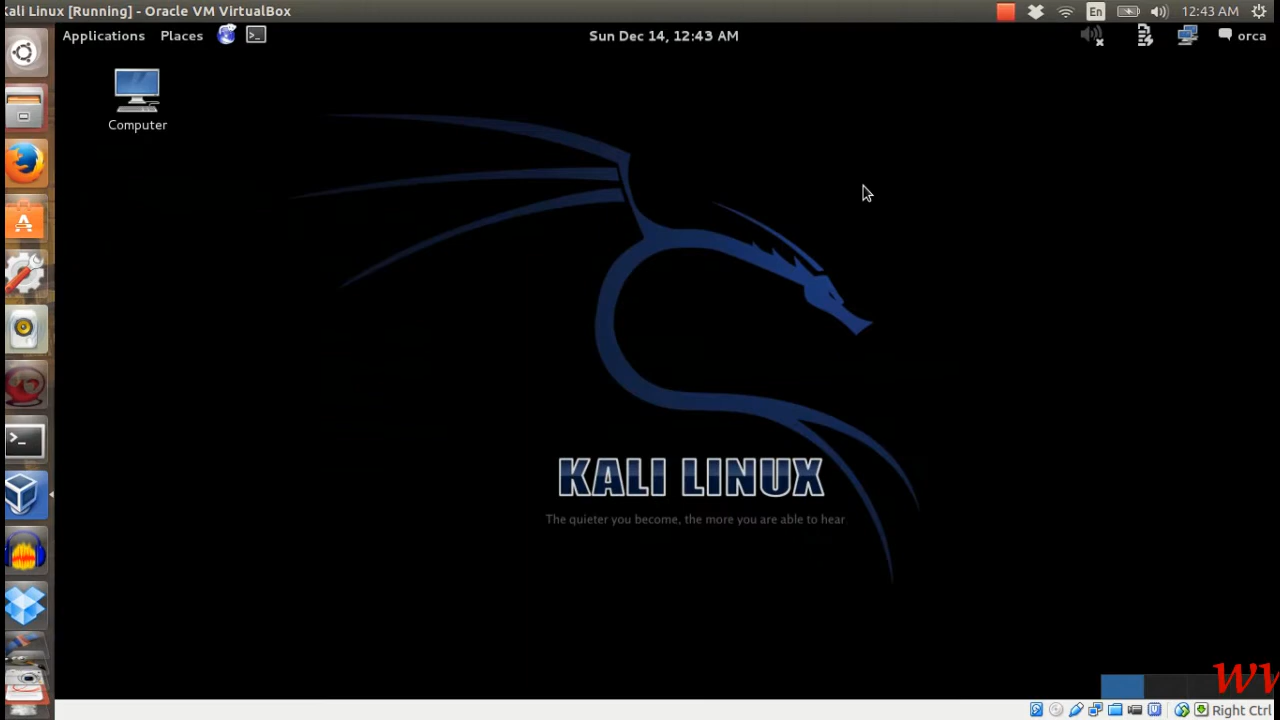 Kali Linux [Running] - Oracle VM VirtualBox
En
12:43 AM
Applications Places
Sun Dec 14, 12:43 AM
orca
Computer
KALI LINUX
The quieter you become, the more you are able to hear
Right Ctrl